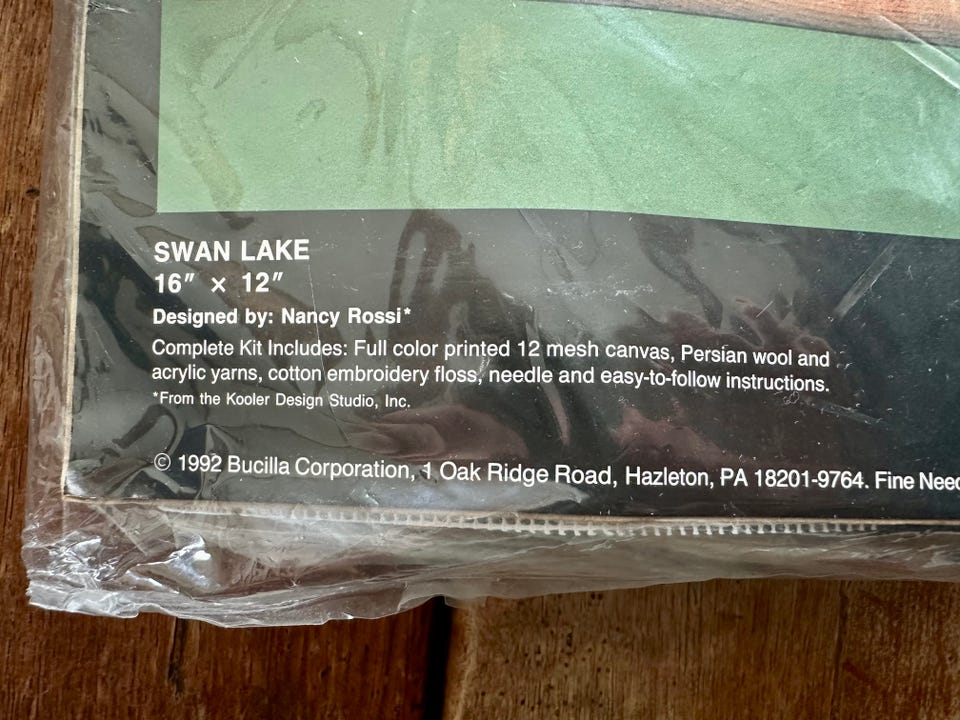 SWAN LAKE
16" × 12"
Designed by: Nancy Rossi*
Complete Kit Includes: Full color printed 12 mesh canvas, Persian wool and
acrylic yarns, cotton embroidery floss, needle and easy-to-follow instructions.
*From the Kooler Design Studio, Inc.
© 1992 Bucilla Corporation, 1 Oak Ridge Road, Hazleton, PA 18201-9764. Fine